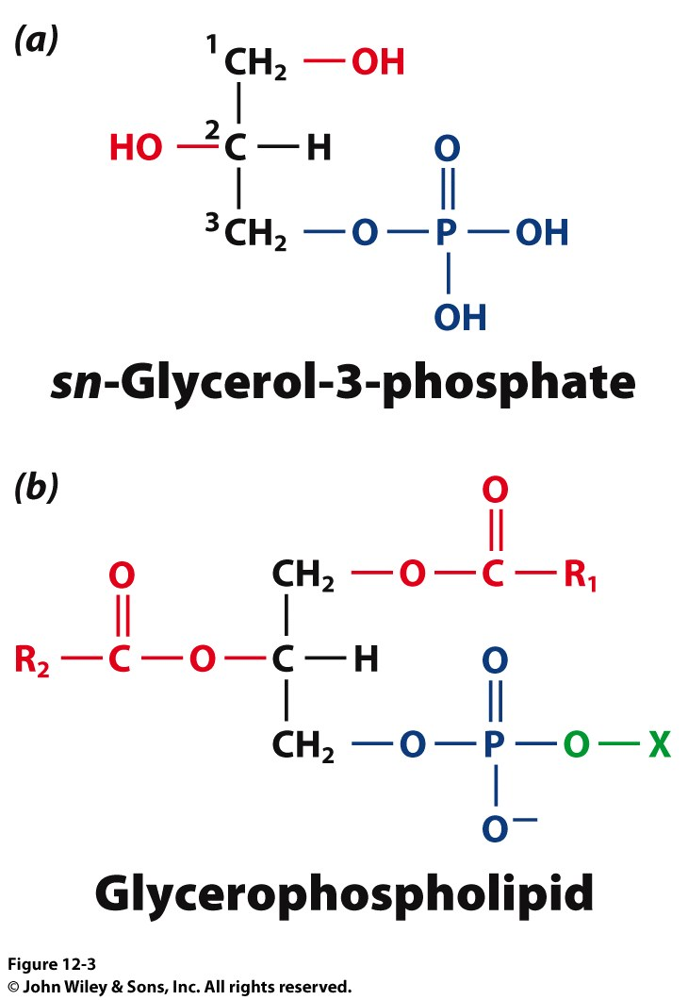 (a)
1CH2—OH
HO—2C—H
O
3CH2—O—P—OH
OH
sn-Glycerol-3-phosphate
(b)
O
CH2—O—C—R1
O
R2—C—O—C—H
O
CH2—O—P—O—X
O−
Glycerophospholipid
Figure 12-3
© John Wiley & Sons, Inc. All rights reserved.